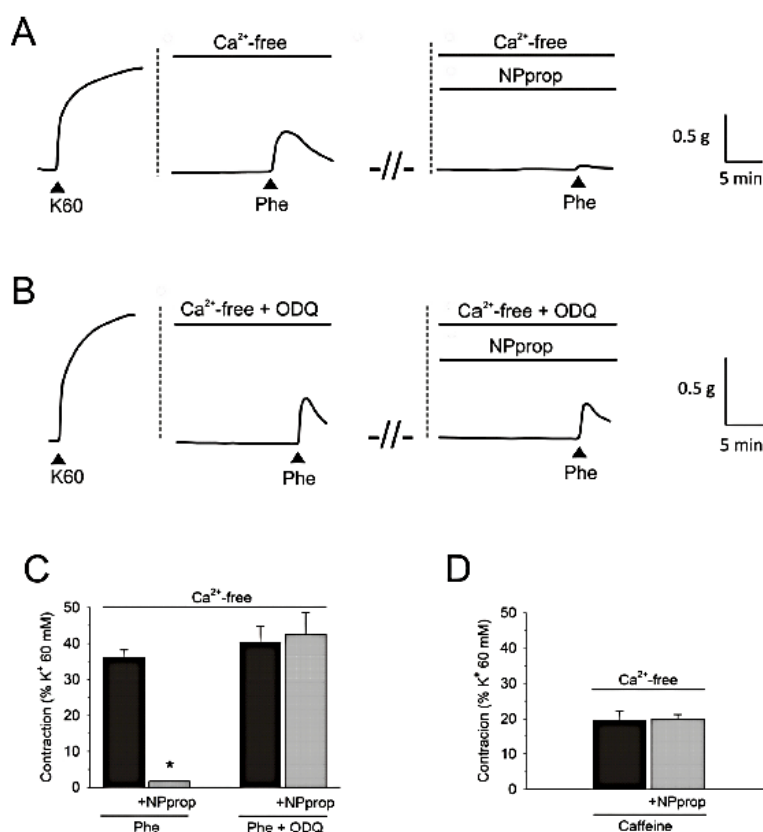 A
Ca²⁺-free
Ca²⁺-free
NPprop
0.5 g
5 min
K60
Phe
-//-
Phe
B
Ca²⁺-free + ODQ
Ca²⁺-free + ODQ
NPprop
0.5 g
5 min
K60
Phe
-//-
Phe
C
Ca²⁺-free
Contraction (% K⁺ 60 mM)
50
40
30
20
10
0
*
+NPprop
+NPprop
Phe
Phe + ODQ
D
Ca²⁺-free
Contracion (% K⁺ 60 mM)
50
40
30
20
10
0
+NPprop
Caffeine